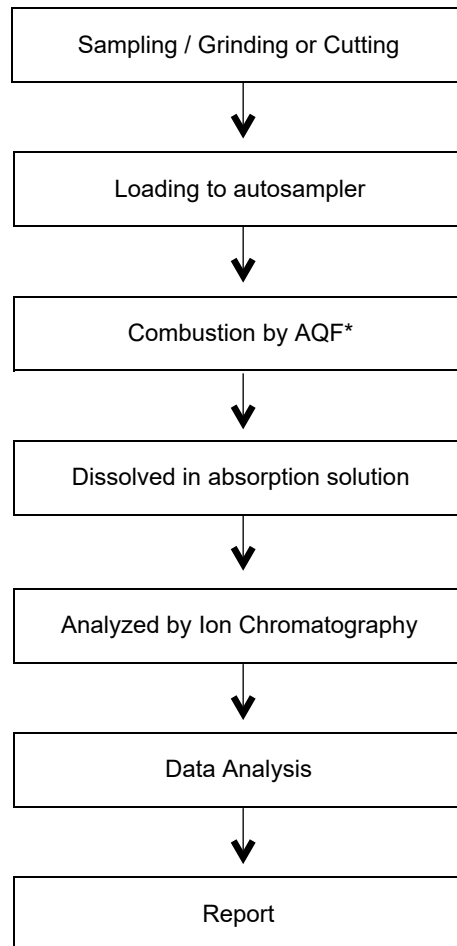 Sampling / Grinding or Cutting
Loading to autosampler
Combustion by AQF*
Dissolved in absorption solution
Analyzed by Ion Chromatography
Data Analysis
Report